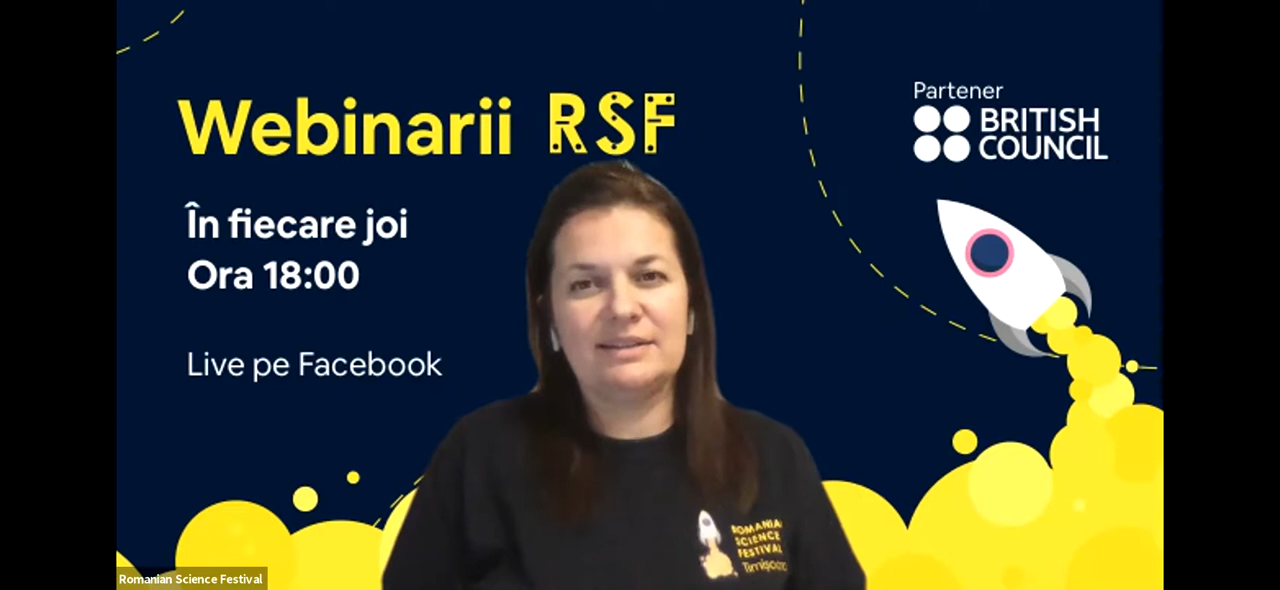 Webinarii RSF
În fiecare joi
Ora 18:00
Live pe Facebook
Partener
BRITISH
COUNCIL
ROMANIAN
SCIENCE
FESTIVAL
Timișoara
Romanian Science Festival